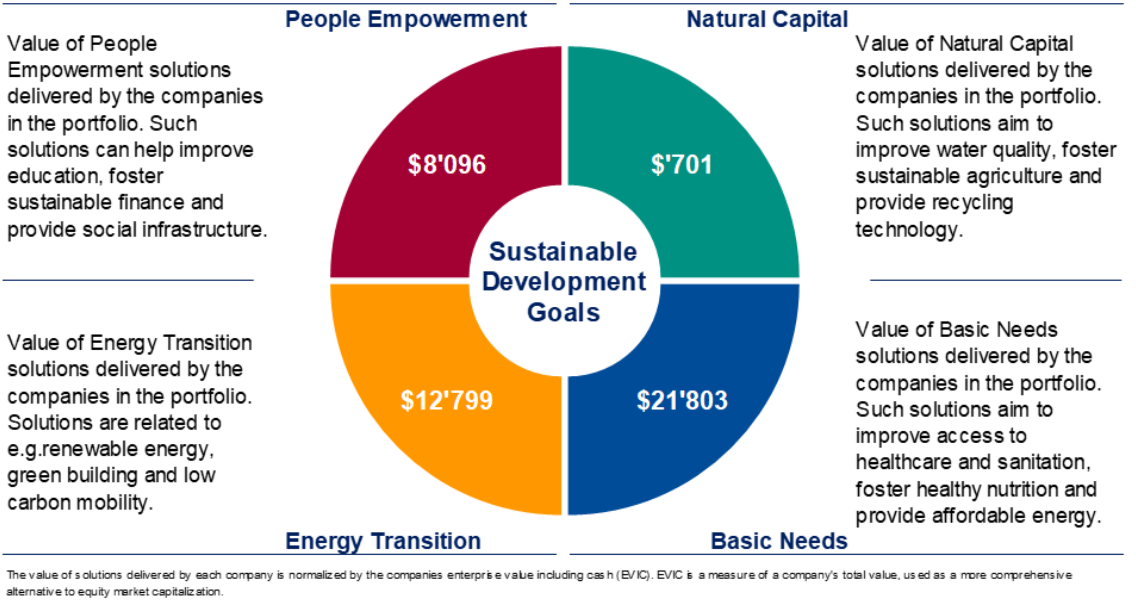 People Empowerment
Natural Capital
Value of People
Empowerment solutions
delivered by the companies
in the portfolio. Such
solutions can help improve
education, foster
sustainable finance and
provide social infrastructure.
$8'096
$'701
Value of Natural Capital
solutions delivered by the
companies in the portfolio.
Such solutions aim to
improve water quality, foster
sustainable agriculture and
provide recycling
technology.
Sustainable
Development
Goals
Value of Energy Transition
solutions delivered by the
companies in the portfolio.
Solutions are related to
e.g.renewable energy,
green building and low
carbon mobility.
$12'799
$21'803
Value of Basic Needs
solutions delivered by the
companies in the portfolio.
Such solutions aim to
improve access to
healthcare and sanitation,
foster healthy nutrition and
provide affordable energy.
Energy Transition
Basic Needs
The value of solutions delivered by each company is normalized by the companies enterprise value including cash (EVIC). EVIC is a measure of a company's total value, used as a more comprehensive
alternative to equity market capitalization.